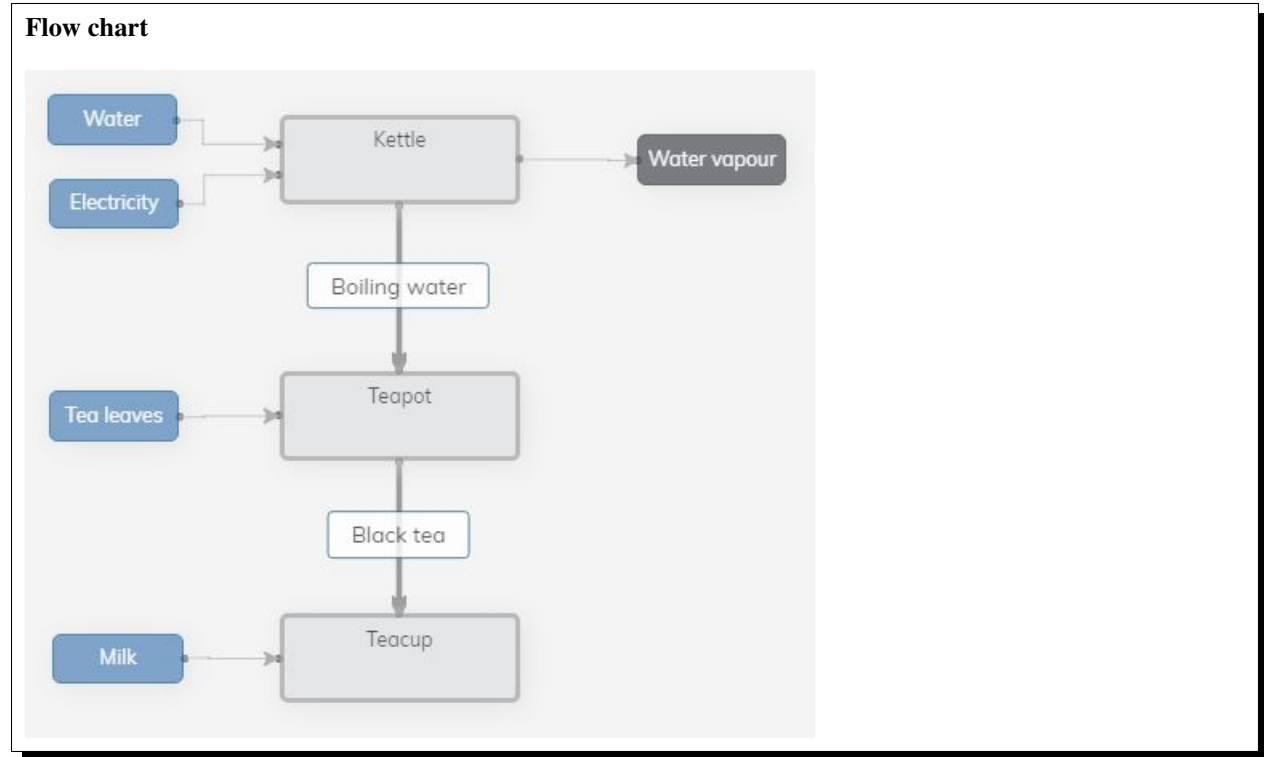 Flow chart
Water
Kettle
Water vapour
Electricity
Boiling water
Teapot
Tea leaves
Black tea
Teacup
Milk